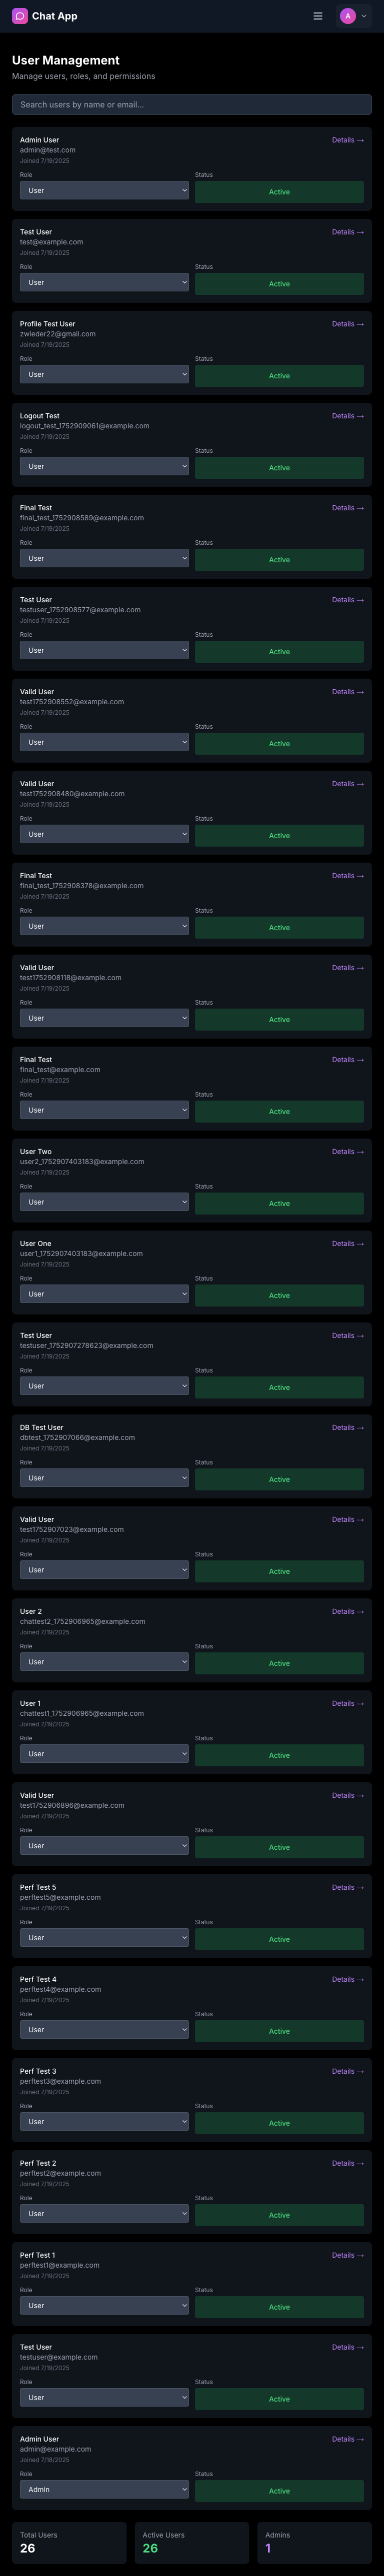 Chat App
A
User Management
Manage users, roles, and permissions
Search users by name or email...
Admin User
Details →
admin@test.com
Joined 7/19/2025
Role
Status
User
Active
Test User
Details →
test@example.com
Joined 7/19/2025
Role
Status
User
Active
Profile Test User
Details →
zwieder22@gmail.com
Joined 7/19/2025
Role
Status
User
Active
Logout Test
Details →
logout_test_1752909061@example.com
Joined 7/19/2025
Role
Status
User
Active
Final Test
Details →
final_test_1752908589@example.com
Joined 7/19/2025
Role
Status
User
Active
Test User
Details →
testuser_1752908577@example.com
Joined 7/19/2025
Role
Status
User
Active
Valid User
Details →
test1752908552@example.com
Joined 7/19/2025
Role
Status
User
Active
Valid User
Details →
test1752908480@example.com
Joined 7/19/2025
Role
Status
User
Active
Final Test
Details →
final_test_1752908378@example.com
Joined 7/19/2025
Role
Status
User
Active
Valid User
Details →
test1752908118@example.com
Joined 7/19/2025
Role
Status
User
Active
Final Test
Details →
final_test@example.com
Joined 7/19/2025
Role
Status
User
Active
User Two
Details →
user2_1752907403183@example.com
Joined 7/19/2025
Role
Status
User
Active
User One
Details →
user1_1752907403183@example.com
Joined 7/19/2025
Role
Status
User
Active
Test User
Details →
testuser_1752907278623@example.com
Joined 7/19/2025
Role
Status
User
Active
DB Test User
Details →
dbtest_1752907066@example.com
Joined 7/19/2025
Role
Status
User
Active
Valid User
Details →
test1752907023@example.com
Joined 7/19/2025
Role
Status
User
Active
User 2
Details →
chattest2_1752906965@example.com
Joined 7/19/2025
Role
Status
User
Active
User 1
Details →
chattest1_1752906965@example.com
Joined 7/19/2025
Role
Status
User
Active
Valid User
Details →
test1752906896@example.com
Joined 7/19/2025
Role
Status
User
Active
Perf Test 5
Details →
perftest5@example.com
Joined 7/19/2025
Role
Status
User
Active
Perf Test 4
Details →
perftest4@example.com
Joined 7/19/2025
Role
Status
User
Active
Perf Test 3
Details →
perftest3@example.com
Joined 7/19/2025
Role
Status
User
Active
Perf Test 2
Details →
perftest2@example.com
Joined 7/19/2025
Role
Status
User
Active
Perf Test 1
Details →
perftest1@example.com
Joined 7/19/2025
Role
Status
User
Active
Test User
Details →
testuser@example.com
Joined 7/19/2025
Role
Status
User
Active
Admin User
Details →
admin@example.com
Joined 7/18/2025
Role
Status
Admin
Active
Total Users
Active Users
Admins
26
26
1